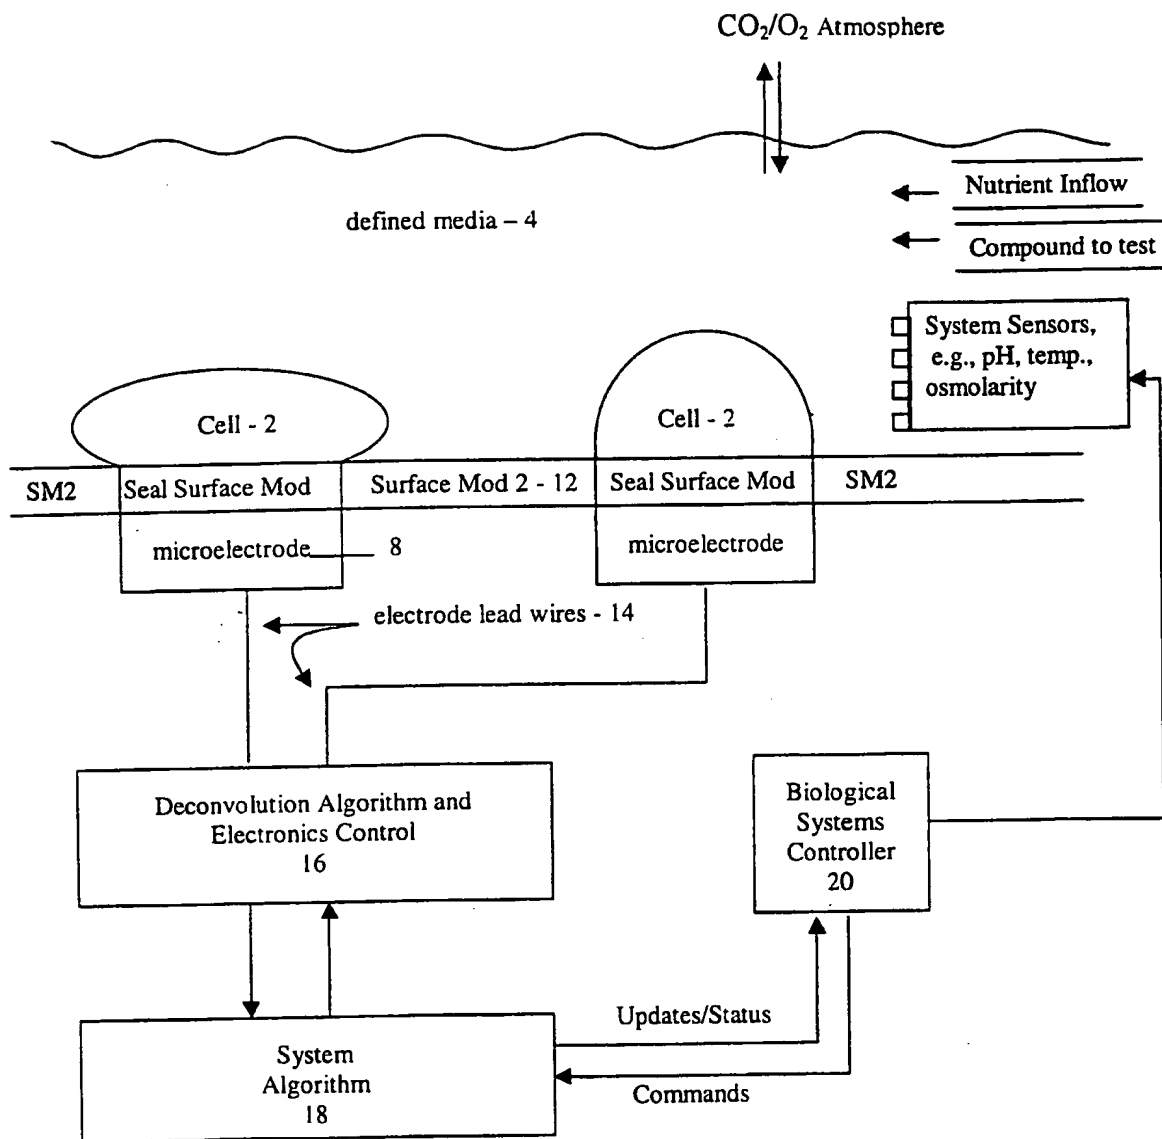 CO₂/O₂ Atmosphere
Nutrient Inflow
defined media – 4
Compound to test
System Sensors,
e.g., pH, temp.,
osmolarity
Cell - 2
Cell - 2
SM2
Seal Surface Mod
Surface Mod 2 - 12
Seal Surface Mod
SM2
microelectrode
8
microelectrode
electrode lead wires - 14
Deconvolution Algorithm and
Electronics Control
16
Biological
Systems
Controller
20
Updates/Status
System
Algorithm
18
Commands